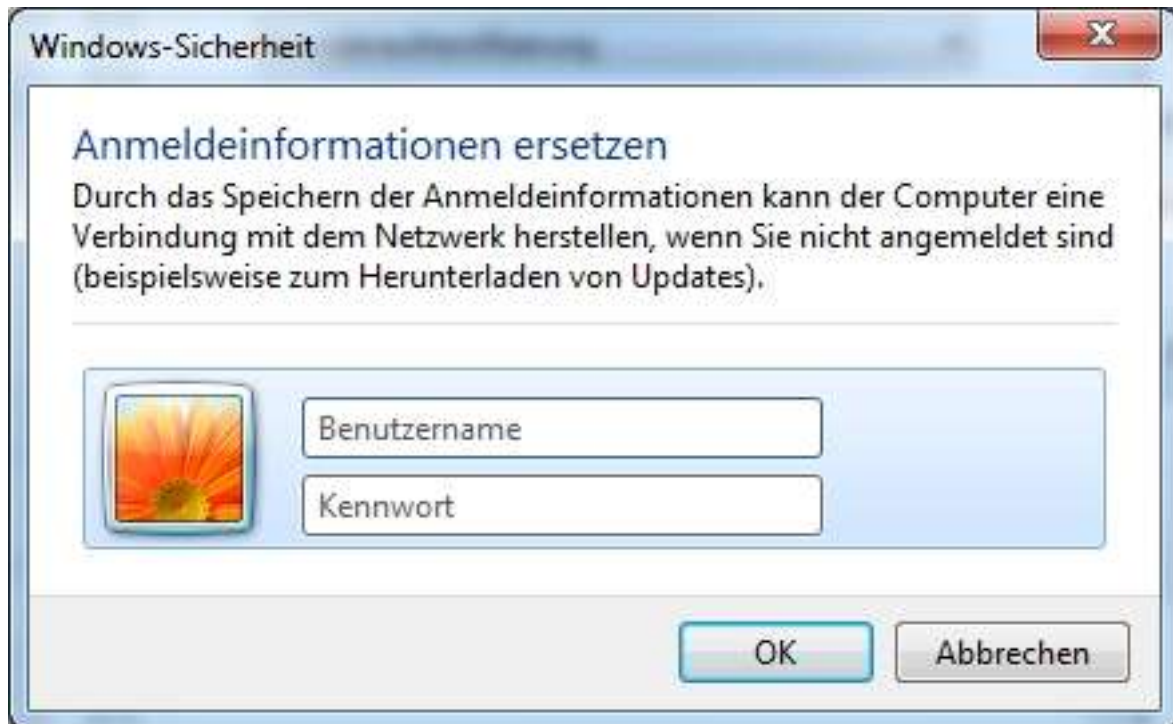 Windows-Sicherheit
Anmeldeinformationen ersetzen
Durch das Speichern der Anmeldeinformationen kann der Computer eine
Verbindung mit dem Netzwerk herstellen, wenn Sie nicht angemeldet sind
(beispielsweise zum Herunterladen von Updates).
Benutzername
Kennwort
OK
Abbrechen